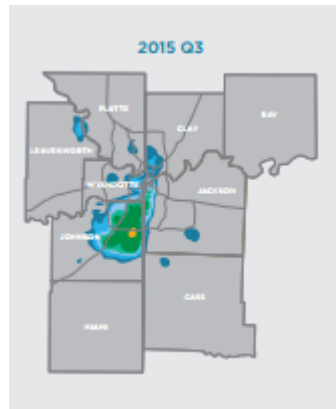 2015 Q3
PLATTE
CLAY
RAY
LEAVENWORTH
WYANDOTTE
JACKSON
JOHNSON
CASS
MIAMI